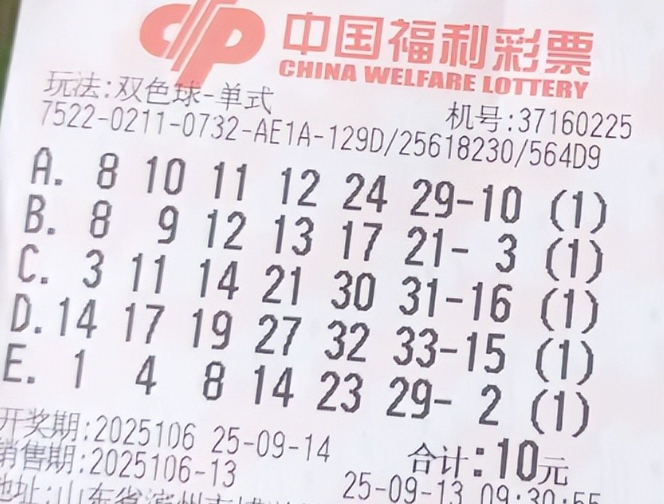 中国福利彩票
CHINA WELFARE LOTTERY
玩法:双色球-单式 机号:37160225
7522-0211-0732-AE1A-129D/25618230/564D9
A. 8 10 11 12 24 29-10 (1)
B. 8 9 12 13 17 21- 3 (1)
C. 3 11 14 21 30 31-16 (1)
D. 14 17 19 27 32 33-15 (1)
E. 1 4 8 14 23 29- 2 (1)
开奖期:2025106 25-09-14 合计:10元
销售期:2025106-13 25-09-13 09:30:55
地址:山东省滨州市博